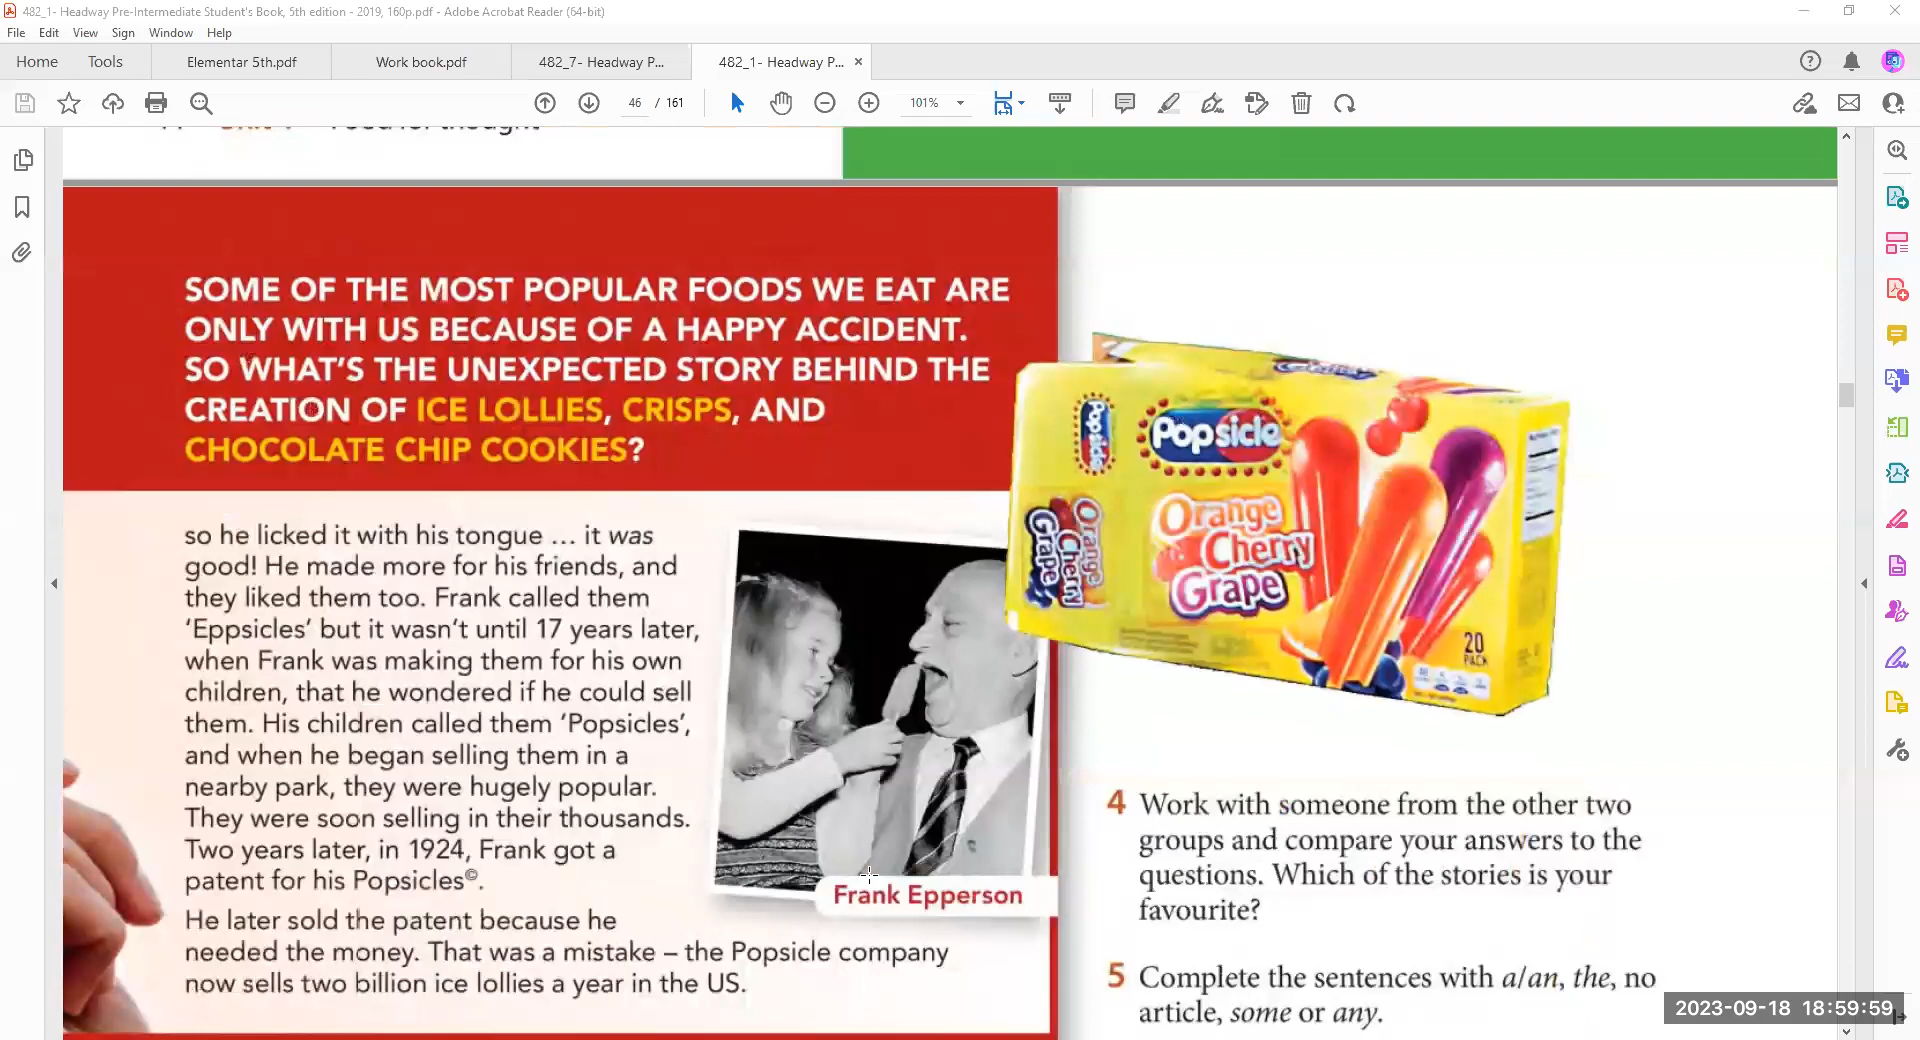 482_1- Headway Pre-Intermediate Student's Book, 5th edition - 2019, 160p.pdf - Adobe Acrobat Reader (64-bit)
File Edit View Sign Window Help
Home Tools Elementar 5th.pdf Work book.pdf 482_7- Headway P... 482_1- Headway P...
46 / 161 101%
Food for thought
SOME OF THE MOST POPULAR FOODS WE EAT ARE
ONLY WITH US BECAUSE OF A HAPPY ACCIDENT.
SO WHAT'S THE UNEXPECTED STORY BEHIND THE
CREATION OF ICE LOLLIES, CRISPS, AND
CHOCOLATE CHIP COOKIES?
so he licked it with his tongue … it was
good! He made more for his friends, and
they liked them too. Frank called them
‘Eppsicles’ but it wasn't until 17 years later,
when Frank was making them for his own
children, that he wondered if he could sell
them. His children called them ‘Popsicles’,
and when he began selling them in a
nearby park, they were hugely popular.
They were soon selling in their thousands.
Two years later, in 1924, Frank got a
patent for his Popsicles©.
He later sold the patent because he
needed the money. That was a mistake – the Popsicle company
now sells two billion ice lollies a year in the US.
Frank Epperson
Popsicle
Popsicle
Orange
Cherry
Grape
Orange
Cherry
Grape
20
PACK
4 Work with someone from the other two
groups and compare your answers to the
questions. Which of the stories is your
favourite?
5 Complete the sentences with a/an, the, no
article, some or any.
2023-09-18 18:59:59